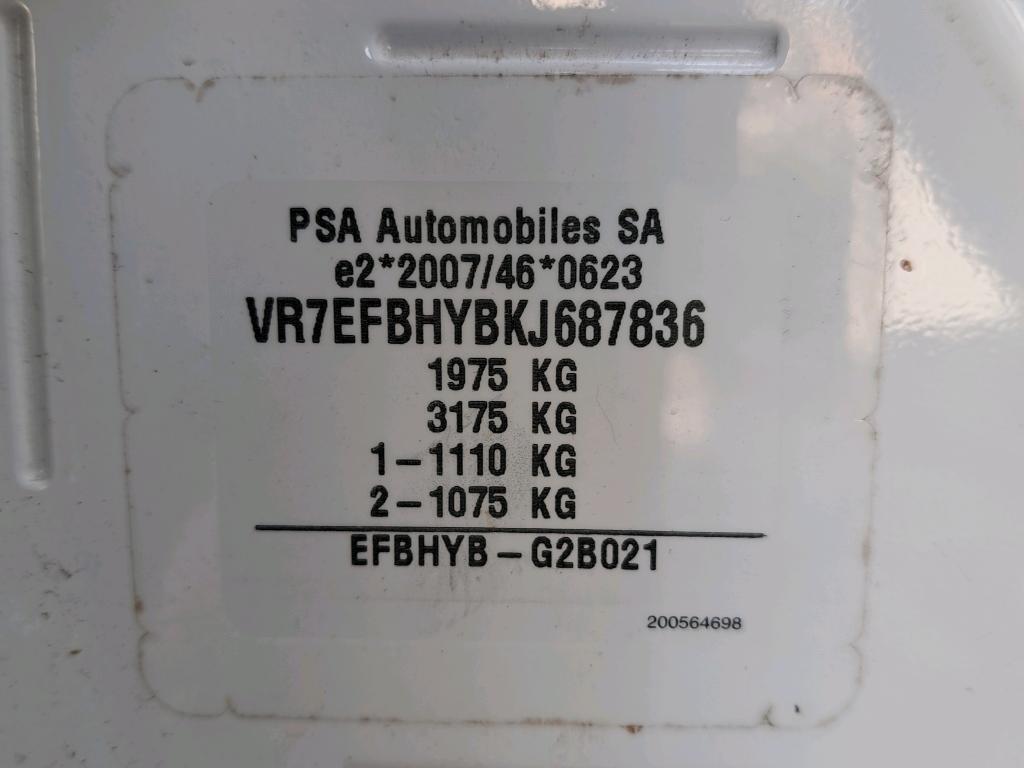 PSA Automobiles SA
e2*2007/46*0623
VR7EFBHYBKJ687836
1975 KG
3175 KG
1-1110 KG
2-1075 KG
EFBHYB-G2B021
200564698